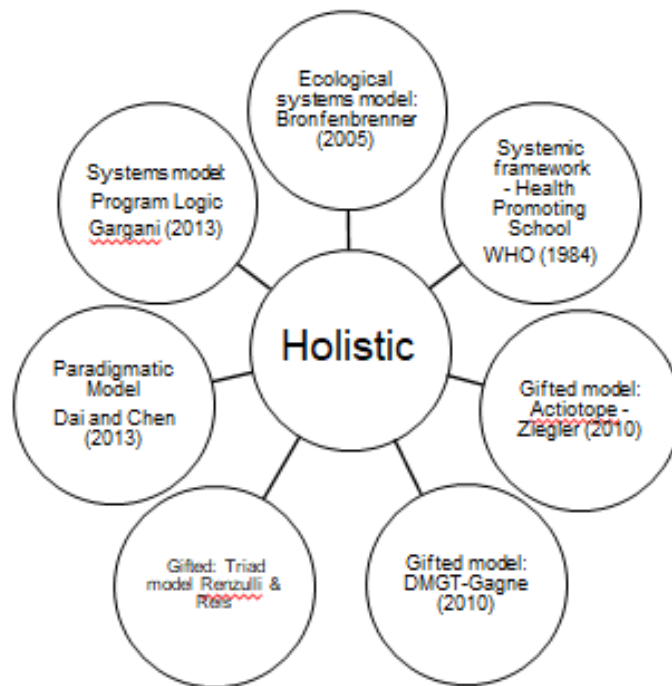 Ecological
systems model:
Bronfenbrenner
(2005)
Systemic
framework
- Health
Promoting
School
WHO (1984)
Gifted model:
Actiotope -
Ziegler (2010)
Gifted model:
DMGT-Gagne
(2010)
Gifted: Triad
model Renzulli &
Reis
Paradigmatic
Model
Dai and Chen
(2013)
Systems model:
Program Logic
Gargani (2013)
Holistic